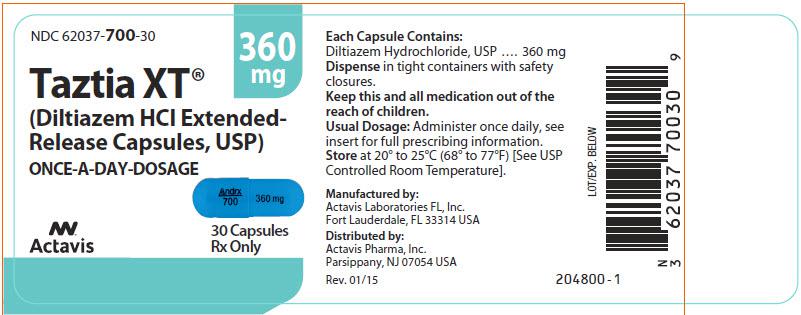 NDC 62037-700-30
360
mg
Taztia XT®
(Diltiazem HCl Extended-
Release Capsules, USP)
ONCE-A-DAY-DOSAGE
Andrx
700
360 mg
30 Capsules
Rx Only
Actavis
Each Capsule Contains:
Diltiazem Hydrochloride, USP .... 360 mg
Dispense in tight containers with safety
closures.
Keep this and all medication out of the
reach of children.
Usual Dosage: Administer once daily, see
insert for full prescribing information.
Store at 20° to 25°C (68° to 77°F) [See USP
Controlled Room Temperature].
Manufactured by:
Actavis Laboratories FL, Inc.
Fort Lauderdale, FL 33314 USA
Distributed by:
Actavis Pharma, Inc.
Parsippany, NJ 07054 USA
Rev. 01/15
204800-1
LOT/EXP. BELOW
N
3 62037 70030 9